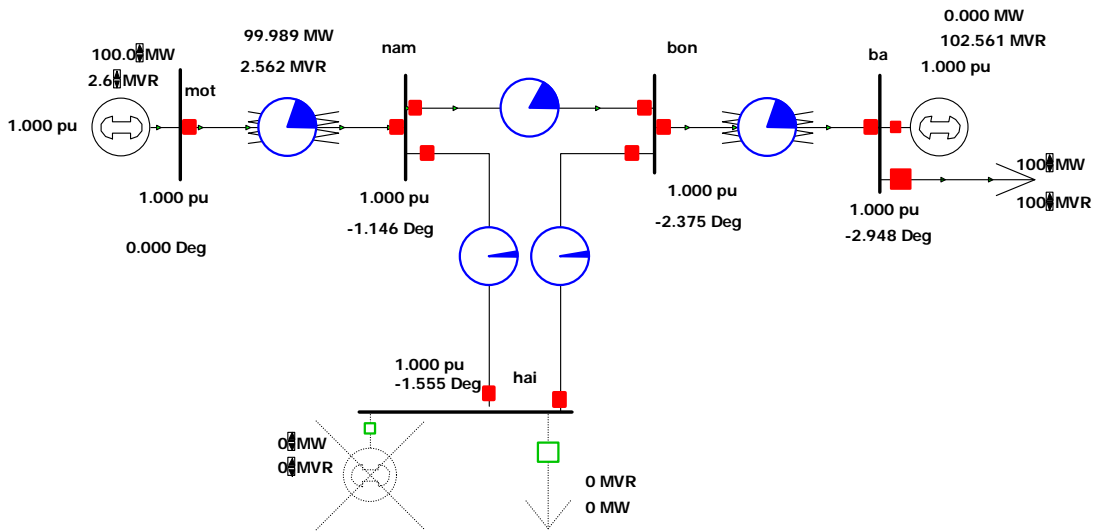 0.000 MW
102.561 MVR
1.000 pu
99.989 MW
2.562 MVR
nam
bon
ba
100.0 MW
2.6 MVR
mot
1.000 pu
1.000 pu
0.000 Deg
1.000 pu
-1.146 Deg
1.000 pu
-2.375 Deg
100 MW
100 MVR
1.000 pu
-2.948 Deg
1.000 pu
-1.555 Deg
hai
0 MW
0 MVR
0 MVR
0 MW